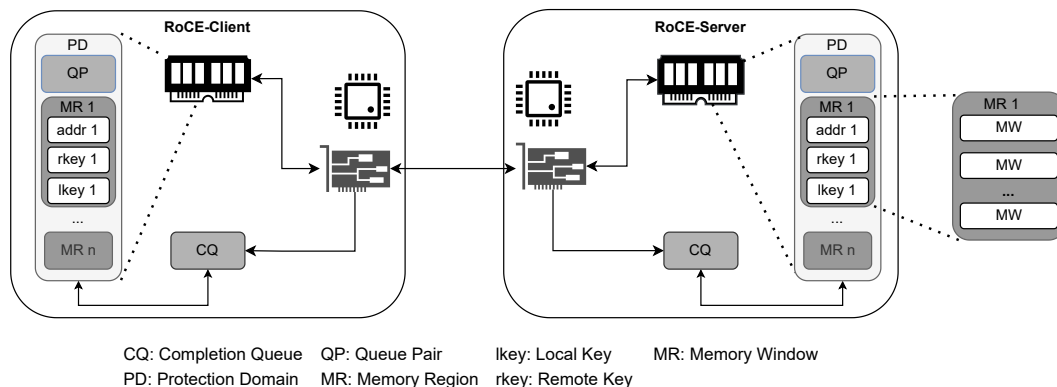 RoCE-Client
PD
QP
MR 1
addr 1
rkey 1
lkey 1
...
MR n
CQ
RoCE-Server
CQ
PD
QP
MR 1
addr 1
rkey 1
lkey 1
...
MR n
MR 1
MW
MW
...
MW
CQ: Completion Queue QP: Queue Pair lkey: Local Key MR: Memory Window
PD: Protection Domain MR: Memory Region rkey: Remote Key